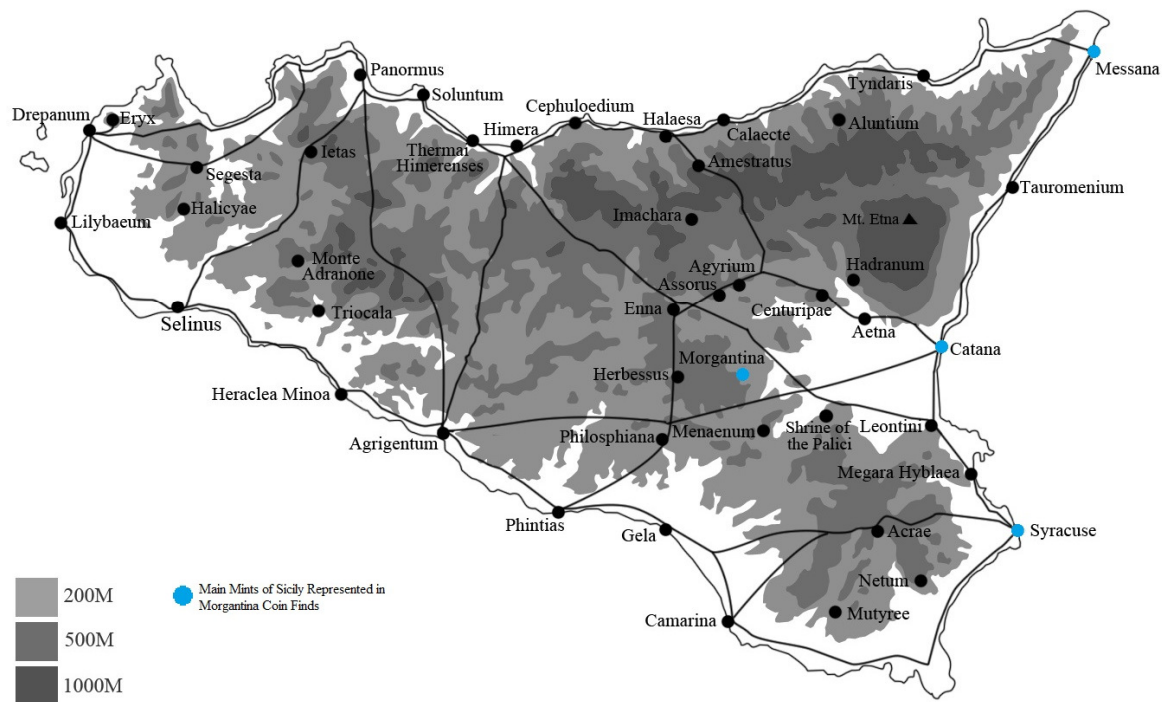 Messana
Panormus
Tyndaris
Soluntum
Cephuloedium
Drepanum
Eryx
Himera
Halaesa
Calacte
Aluntium
Thermai
Himerenses
Ietas
Amestratus
Segesta
Tauromenium
Halicyae
Lilybaeum
Imachara
Mt. Etna
Monte
Adranone
Agyrium
Hadranum
Assorus
Enna
Centuripae
Triocala
Selinus
Aetna
Catana
Morgantina
Herbessus
Heraclea Minoa
Shrine of
the Palici
Leontini
Agrigentum
Philosphiana
Menaenum
Megara Hyblaea
Phintias
Gela
Acrae
Syracuse
Netum
Mutyree
Camarina
200M
500M
1000M
Main Mints of Sicily Represented in
Morgantina Coin Finds